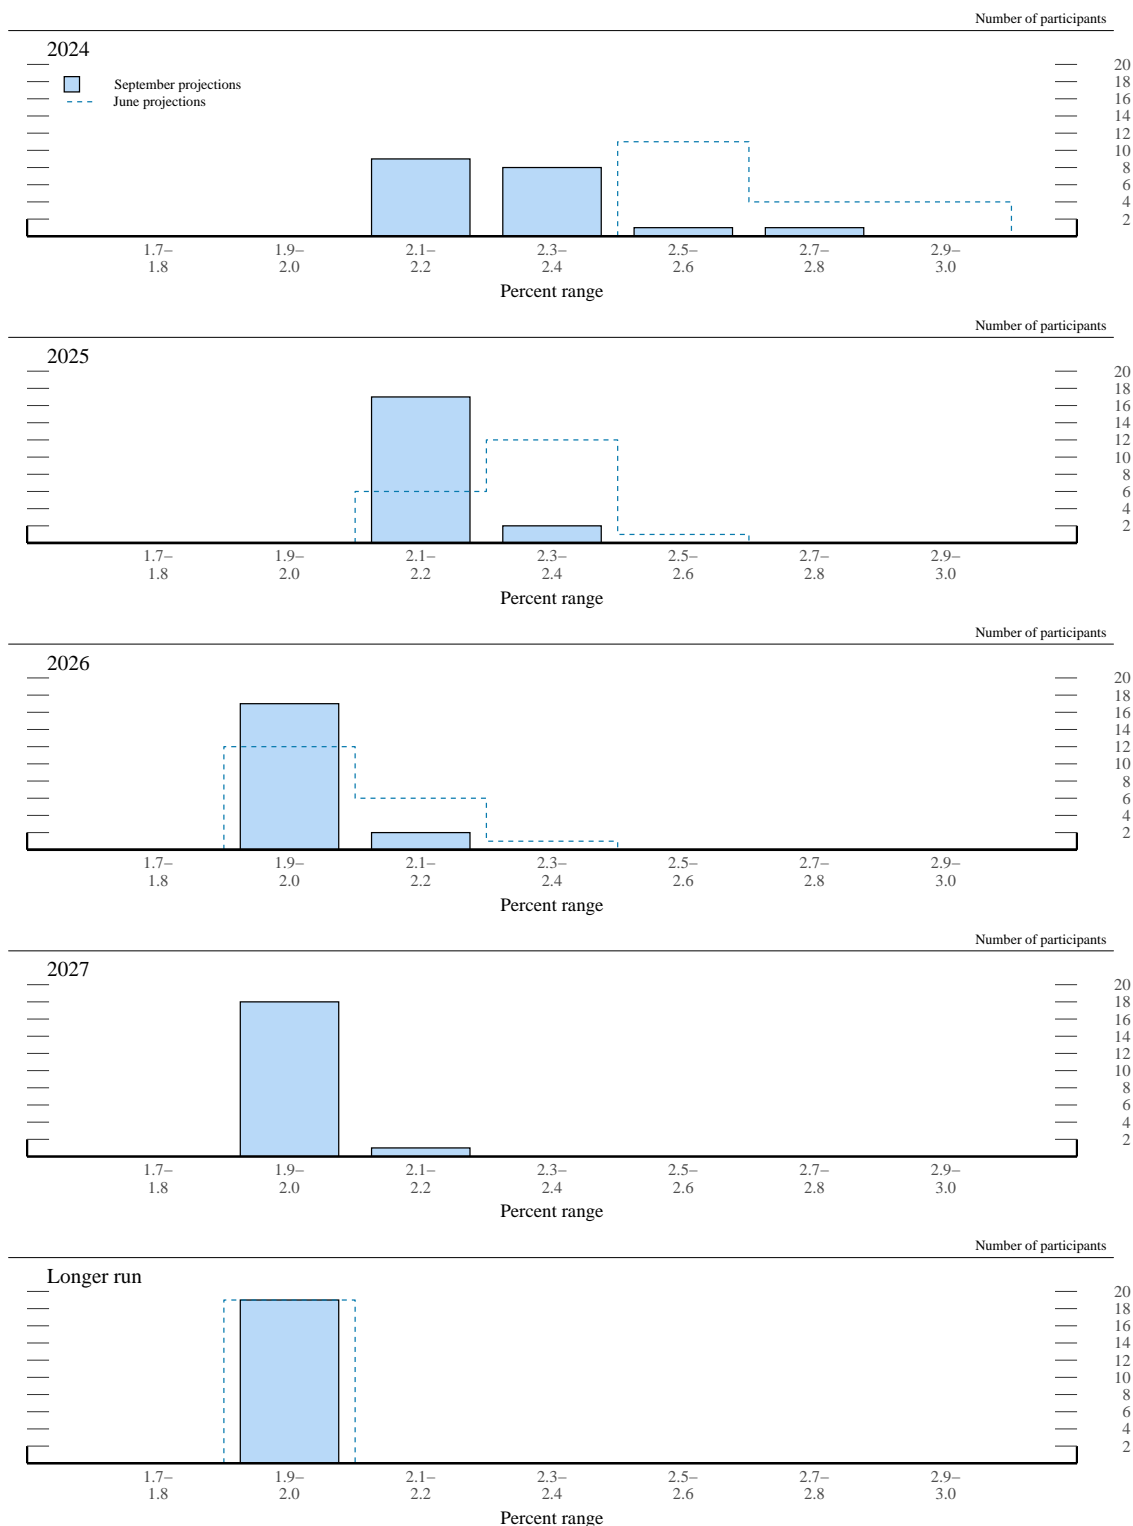 Number of participants
2024
September projections
June projections
20
18
16
14
12
10
8
6
4
2
1.7– 1.9– 2.1– 2.3– 2.5– 2.7– 2.9–
1.8 2.0 2.2 2.4 2.6 2.8 3.0
Percent range
Number of participants
2025
20
18
16
14
12
10
8
6
4
2
1.7– 1.9– 2.1– 2.3– 2.5– 2.7– 2.9–
1.8 2.0 2.2 2.4 2.6 2.8 3.0
Percent range
Number of participants
2026
20
18
16
14
12
10
8
6
4
2
1.7– 1.9– 2.1– 2.3– 2.5– 2.7– 2.9–
1.8 2.0 2.2 2.4 2.6 2.8 3.0
Percent range
Number of participants
2027
20
18
16
14
12
10
8
6
4
2
1.7– 1.9– 2.1– 2.3– 2.5– 2.7– 2.9–
1.8 2.0 2.2 2.4 2.6 2.8 3.0
Percent range
Number of participants
Longer run
20
18
16
14
12
10
8
6
4
2
1.7– 1.9– 2.1– 2.3– 2.5– 2.7– 2.9–
1.8 2.0 2.2 2.4 2.6 2.8 3.0
Percent range